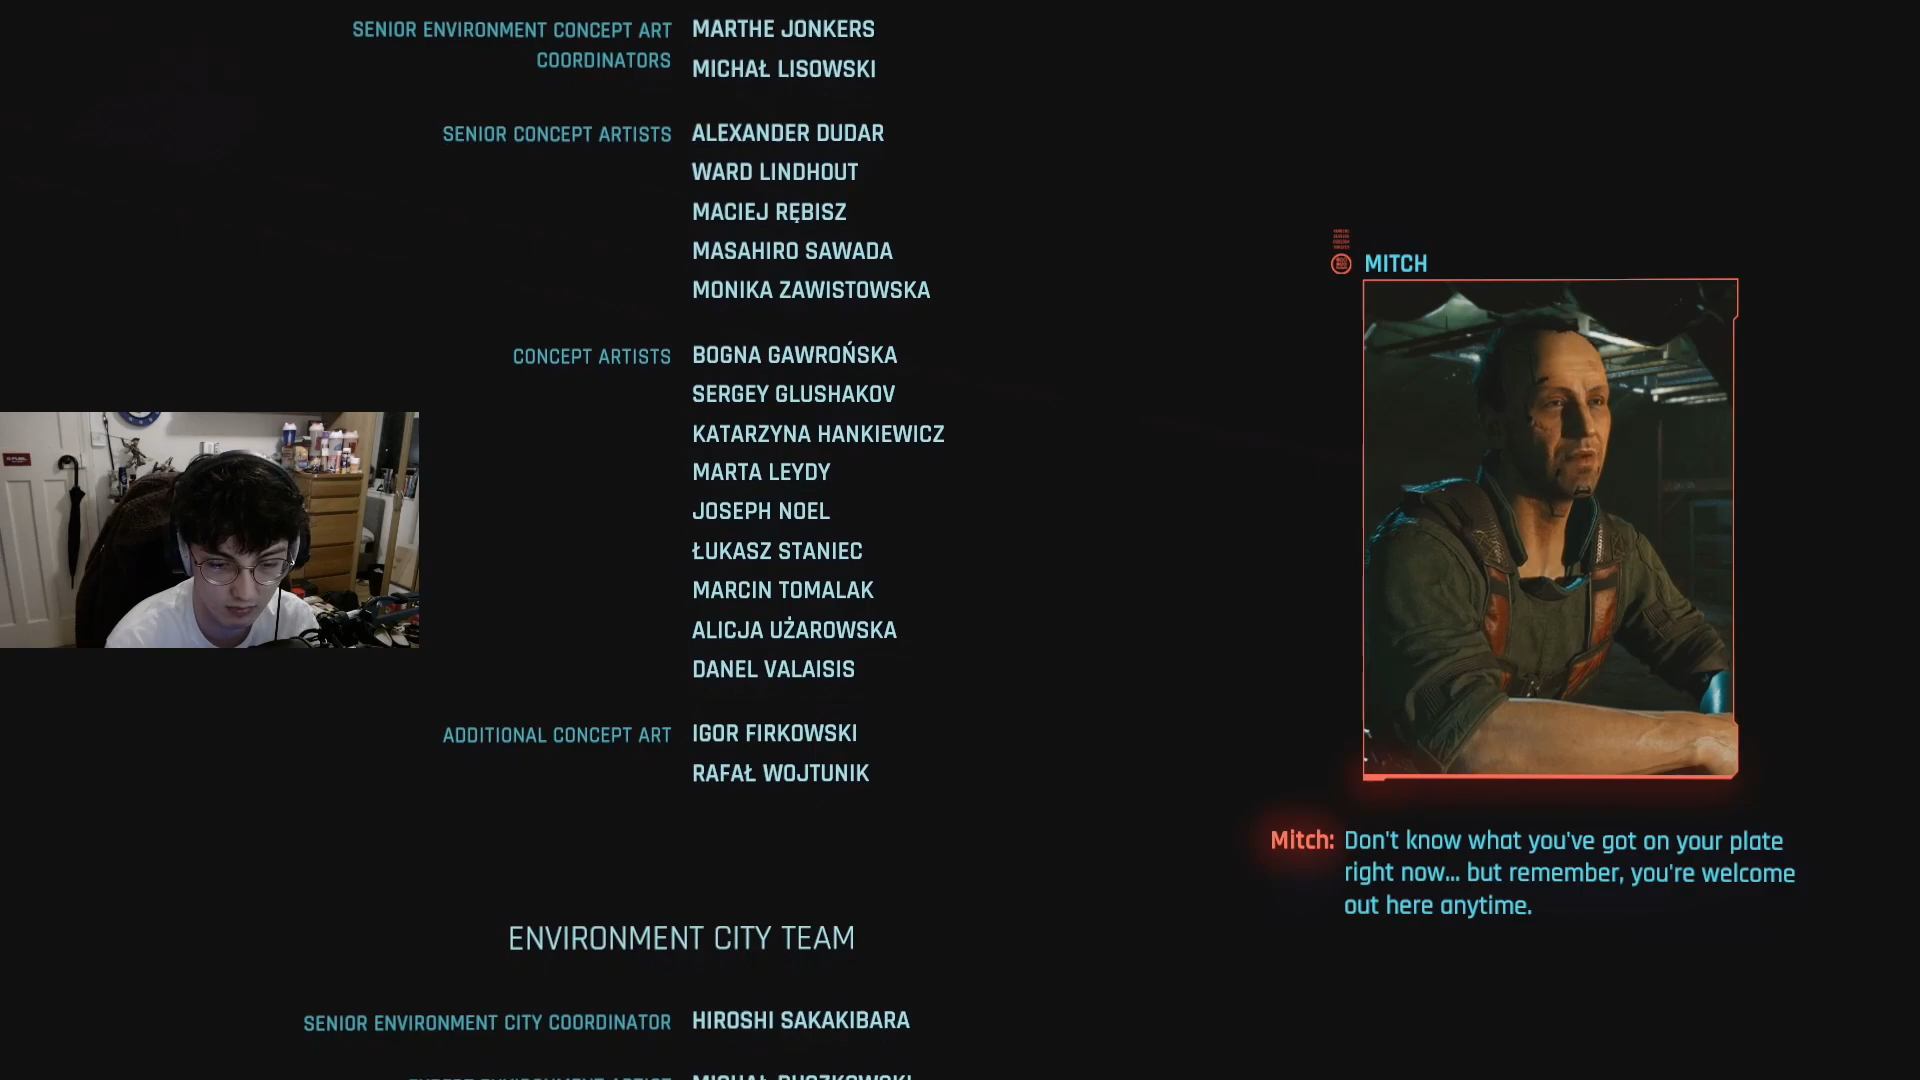 SENIOR ENVIRONMENT CONCEPT ART
COORDINATORS
MARTHE JONKERS
MICHAŁ LISOWSKI
SENIOR CONCEPT ARTISTS
ALEXANDER DUDAR
WARD LINDHOUT
MACIEJ RĘBISZ
MASAHIRO SAWADA
MONIKA ZAWISTOWSKA
CONCEPT ARTISTS
BOGNA GAWROŃSKA
SERGEY GLUSHAKOV
KATARZYNA HANKIEWICZ
MARTA LEYDY
JOSEPH NOEL
ŁUKASZ STANIEC
MARCIN TOMALAK
ALICJA UŻAROWSKA
DANEL VALAISIS
ADDITIONAL CONCEPT ART
IGOR FIRKOWSKI
RAFAŁ WOJTUNIK
ENVIRONMENT CITY TEAM
SENIOR ENVIRONMENT CITY COORDINATOR
HIROSHI SAKAKIBARA
MITCH
Mitch: Don't know what you've got on your plate
right now... but remember, you're welcome
out here anytime.